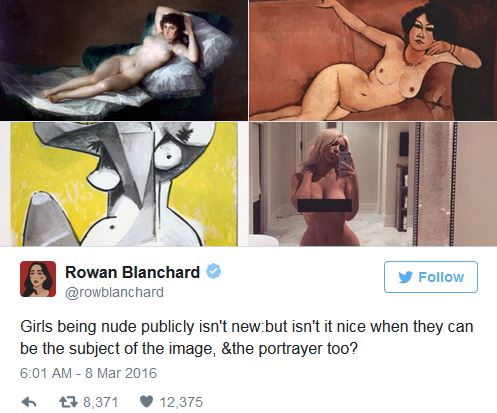 Rowan Blanchard
@rowblanchard
Follow
Girls being nude publicly isn't new:but isn't it nice when they can
be the subject of the image, &the portrayer too?
6:01 AM - 8 Mar 2016
8,371 12,375